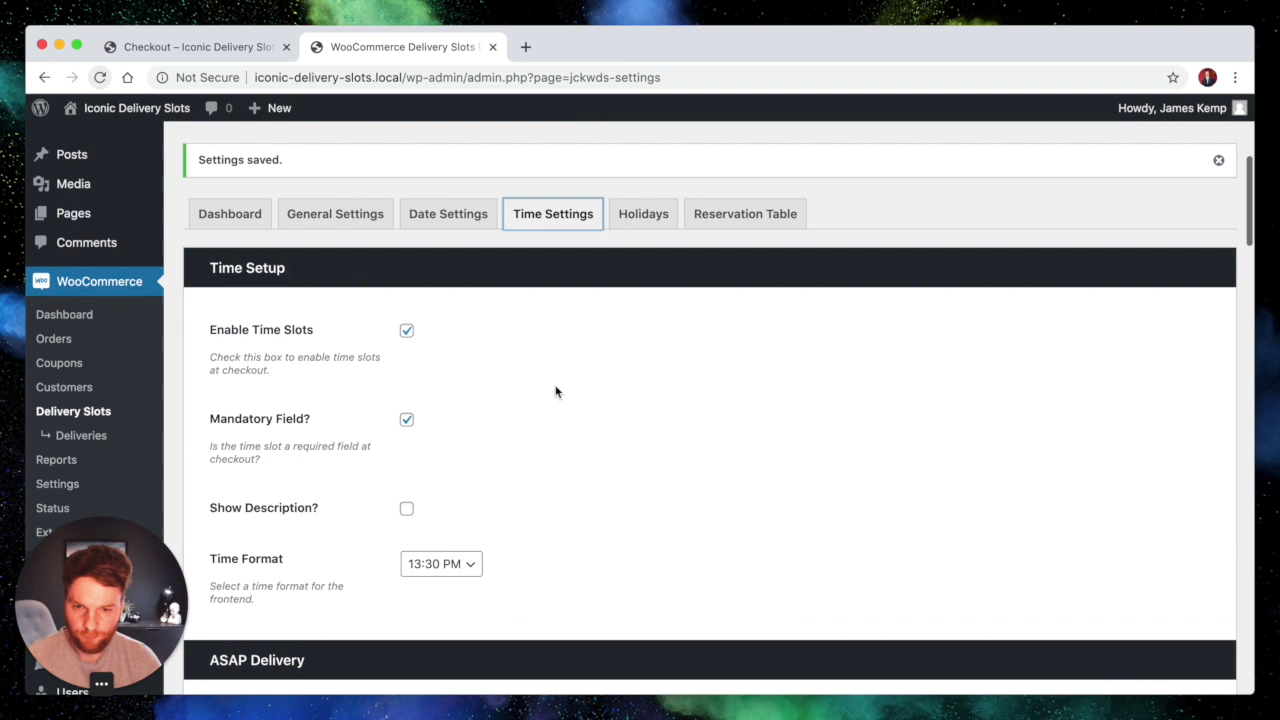 Checkout – Iconic Delivery Slot
WooCommerce Delivery Slots
Not Secure
iconic-delivery-slots.local/wp-admin/admin.php?page=jckwds-settings
Iconic Delivery Slots
0
New
Howdy, James Kemp
Posts
Media
Pages
Comments
WooCommerce
Dashboard
Orders
Coupons
Customers
Delivery Slots
Deliveries
Reports
Settings
Status
Ext
Users
Settings saved.
Dashboard
General Settings
Date Settings
Time Settings
Holidays
Reservation Table
Time Setup
Enable Time Slots
Check this box to enable time slots
at checkout.
Mandatory Field?
Is the time slot a required field at
checkout?
Show Description?
Time Format
13:30 PM
Select a time format for the
frontend.
ASAP Delivery